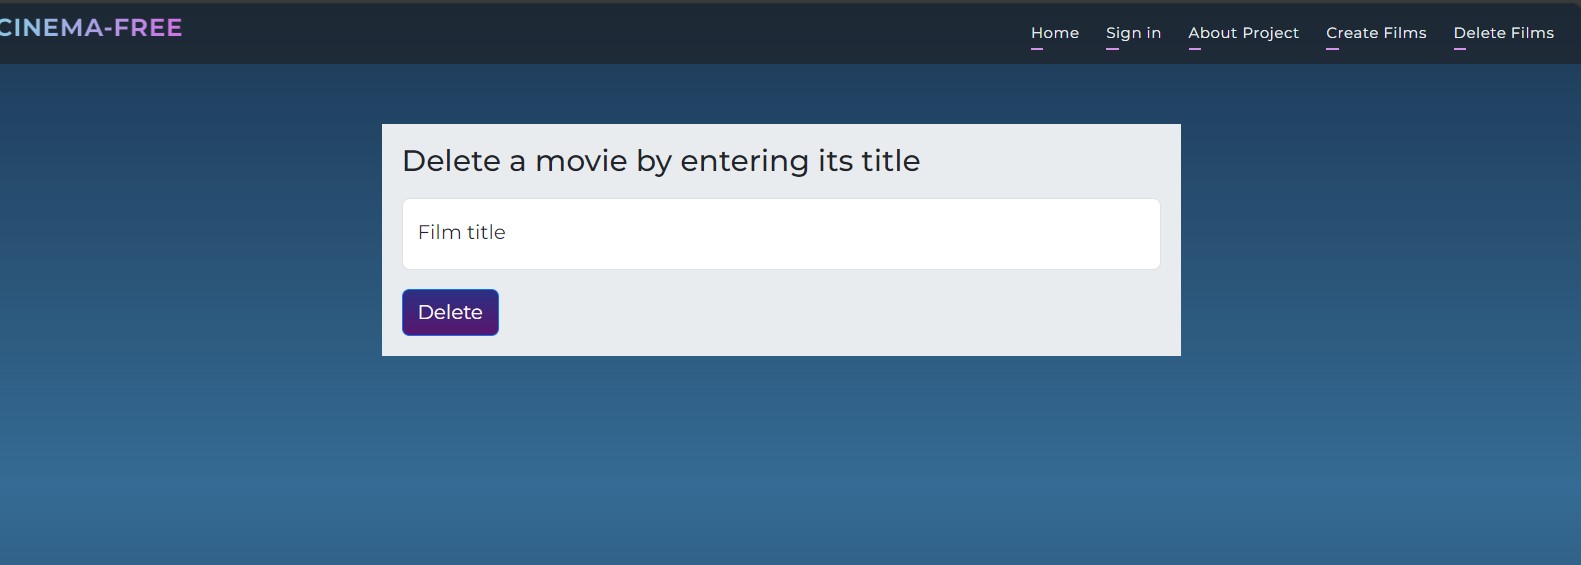 CINEMA-FREE
Home Sign in About Project Create Films Delete Films
Delete a movie by entering its title
Film title
Delete